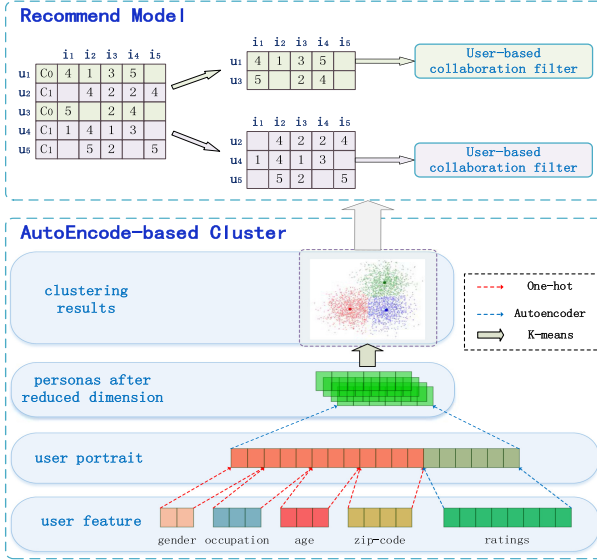 Recommend Model
i₁ i₂ i₃ i₄ i₅
u₁ C₀ 4 1 3 5
u₂ C₁ 4 2 2 4
u₃ C₀ 5 2 4
u₄ C₁ 1 4 1 3
u₅ C₁ 5 2 5
i₁ i₂ i₃ i₄ i₅
u₁ 4 1 3 5
u₃ 5 2 4
User-based
collaboration filter
i₁ i₂ i₃ i₄ i₅
u₂ 4 2 2 4
u₄ 1 4 1 3
u₅ 5 2 5
User-based
collaboration filter
AutoEncode-based Cluster
clustering
results
One-hot
Autoencoder
K-means
personas after
reduced dimension
user portrait
user feature
gender occupation age zip-code ratings